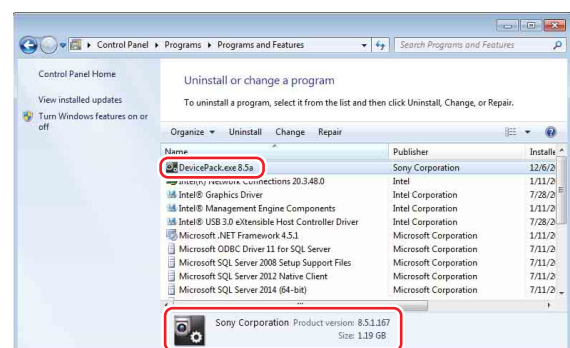 Control Panel ▸ Programs ▸ Programs and Features
Search Programs and Features
Control Panel Home
View installed updates
Turn Windows features on or
off
Uninstall or change a program
To uninstall a program, select it from the list and then click Uninstall, Change, or Repair.
Organize Uninstall Change Repair
Name Publisher Installe
DevicePack.exe 8.5a Sony Corporation 12/6/2
Intel(R) Network Connections 20.3.48.0 Intel 1/11/2
Intel® Graphics Driver Intel Corporation 7/28/2
Intel® Management Engine Components Intel Corporation 7/11/2
Intel® USB 3.0 eXtensible Host Controller Driver Intel Corporation 7/28/2
Microsoft .NET Framework 4.5.1 Microsoft Corporation 1/11/2
Microsoft ODBC Driver 11 for SQL Server Microsoft Corporation 7/11/2
Microsoft SQL Server 2008 Setup Support Files Microsoft Corporation 7/11/2
Microsoft SQL Server 2012 Native Client Microsoft Corporation 7/11/2
Microsoft SQL Server 2014 (64-bit) Microsoft Corporation 7/11/2
Sony Corporation Product version: 8.5.1.167
Size: 1.19 GB